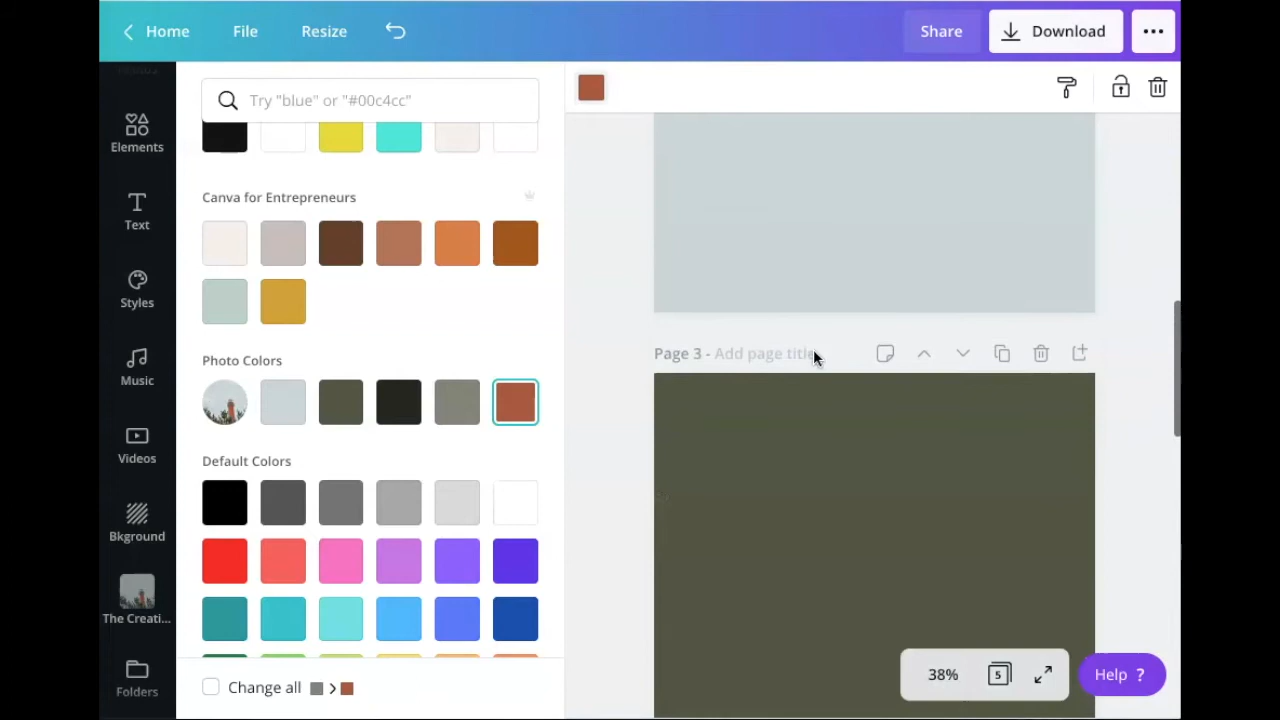 Home File Resize Share Download
Elements
Text
Styles
Music
Videos
Bkground
The Creati...
Folders
Try "blue" or "#00c4cc"
Canva for Entrepreneurs
Photo Colors
Default Colors
Change all
Page 3 - Add page title
38% 5 Help ?